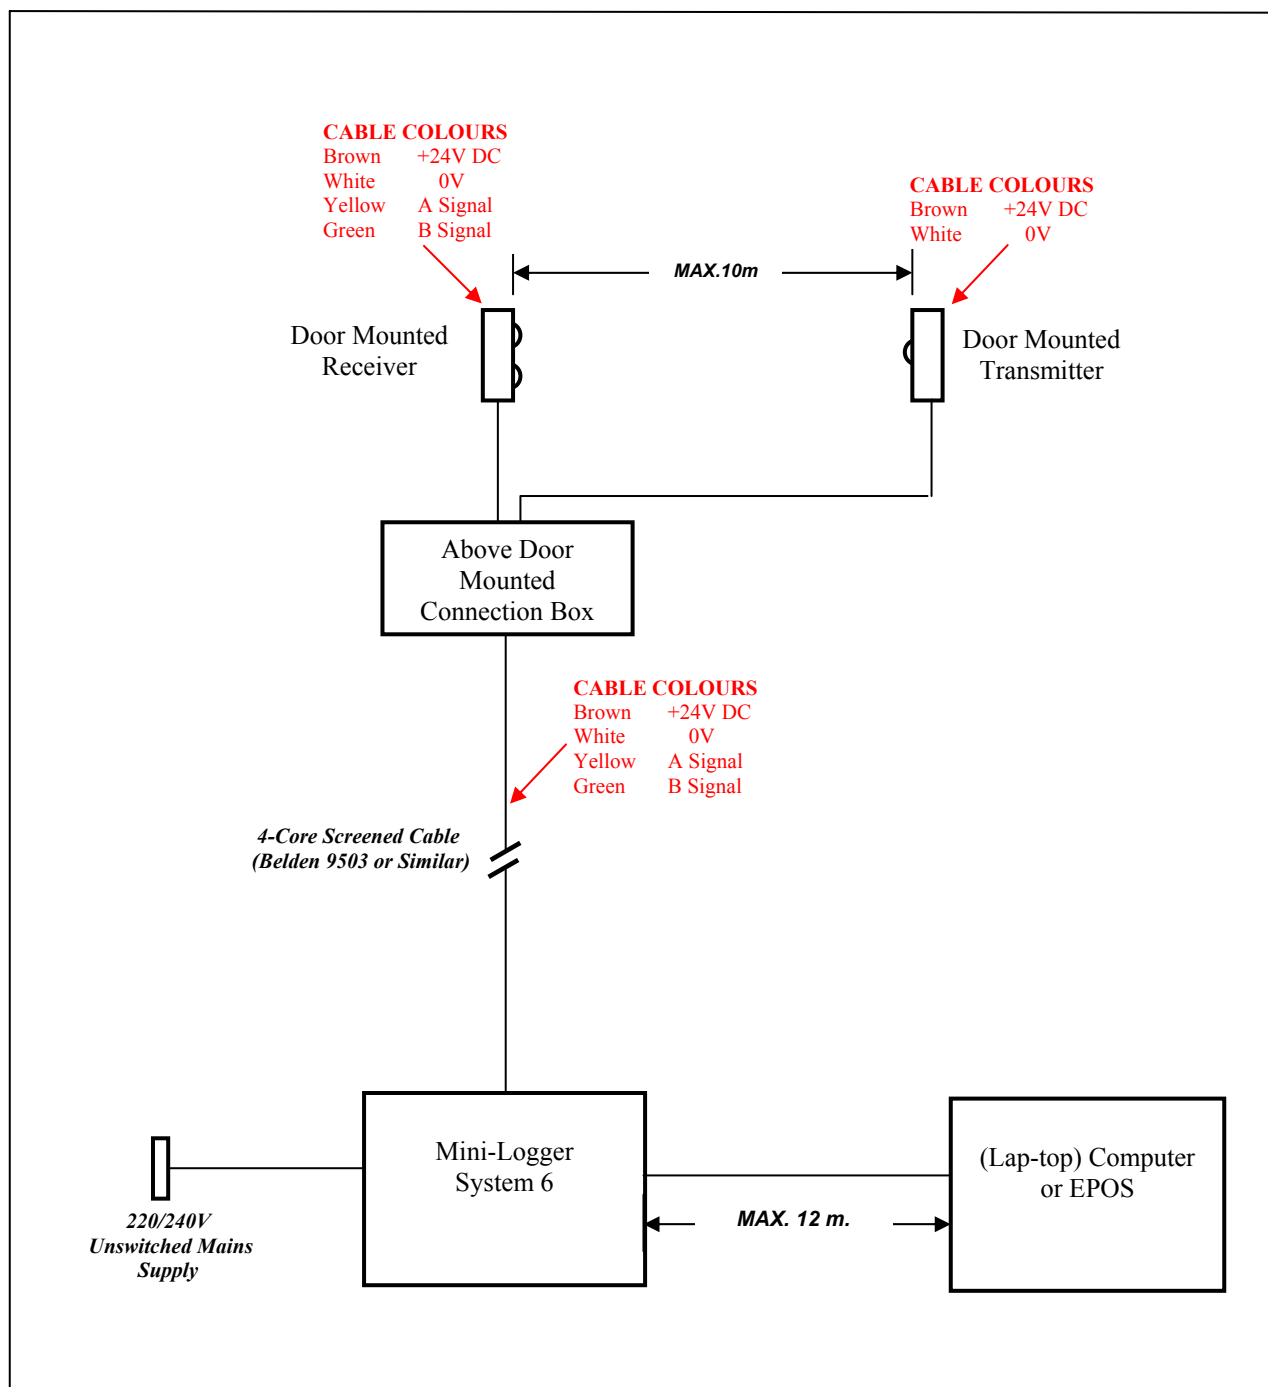 CABLE COLOURS
Brown +24V DC
White 0V
Yellow A Signal
Green B Signal
CABLE COLOURS
Brown +24V DC
White 0V
MAX.10m
Door Mounted
Receiver
Door Mounted
Transmitter
Above Door
Mounted
Connection Box
CABLE COLOURS
Brown +24V DC
White 0V
Yellow A Signal
Green B Signal
4-Core Screened Cable
(Belden 9503 or Similar)
Mini-Logger
System 6
(Lap-top) Computer
or EPOS
MAX. 12 m.
220/240V
Unswitched Mains
Supply